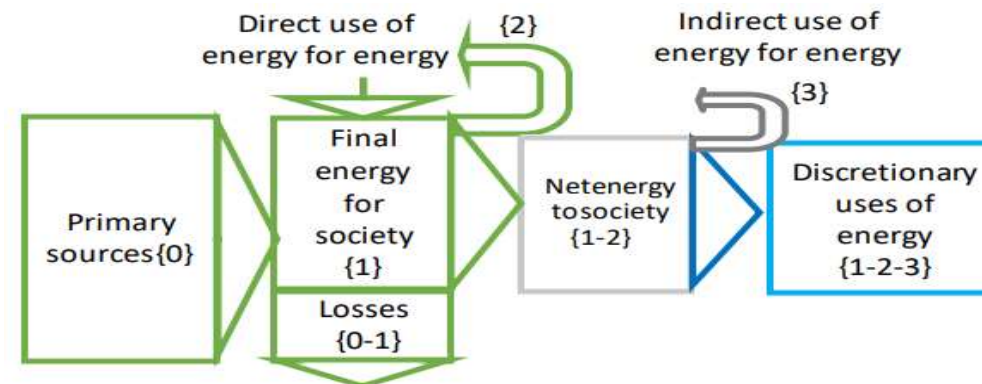 Direct use of
energy for energy
{2}
Indirect use of
energy for energy
{3}
Primary
sources{0}
Final
energy
for
society
{1}
Losses
{0-1}
Netenergy
tosociety
{1-2}
Discretionary
uses of
energy
{1-2-3}